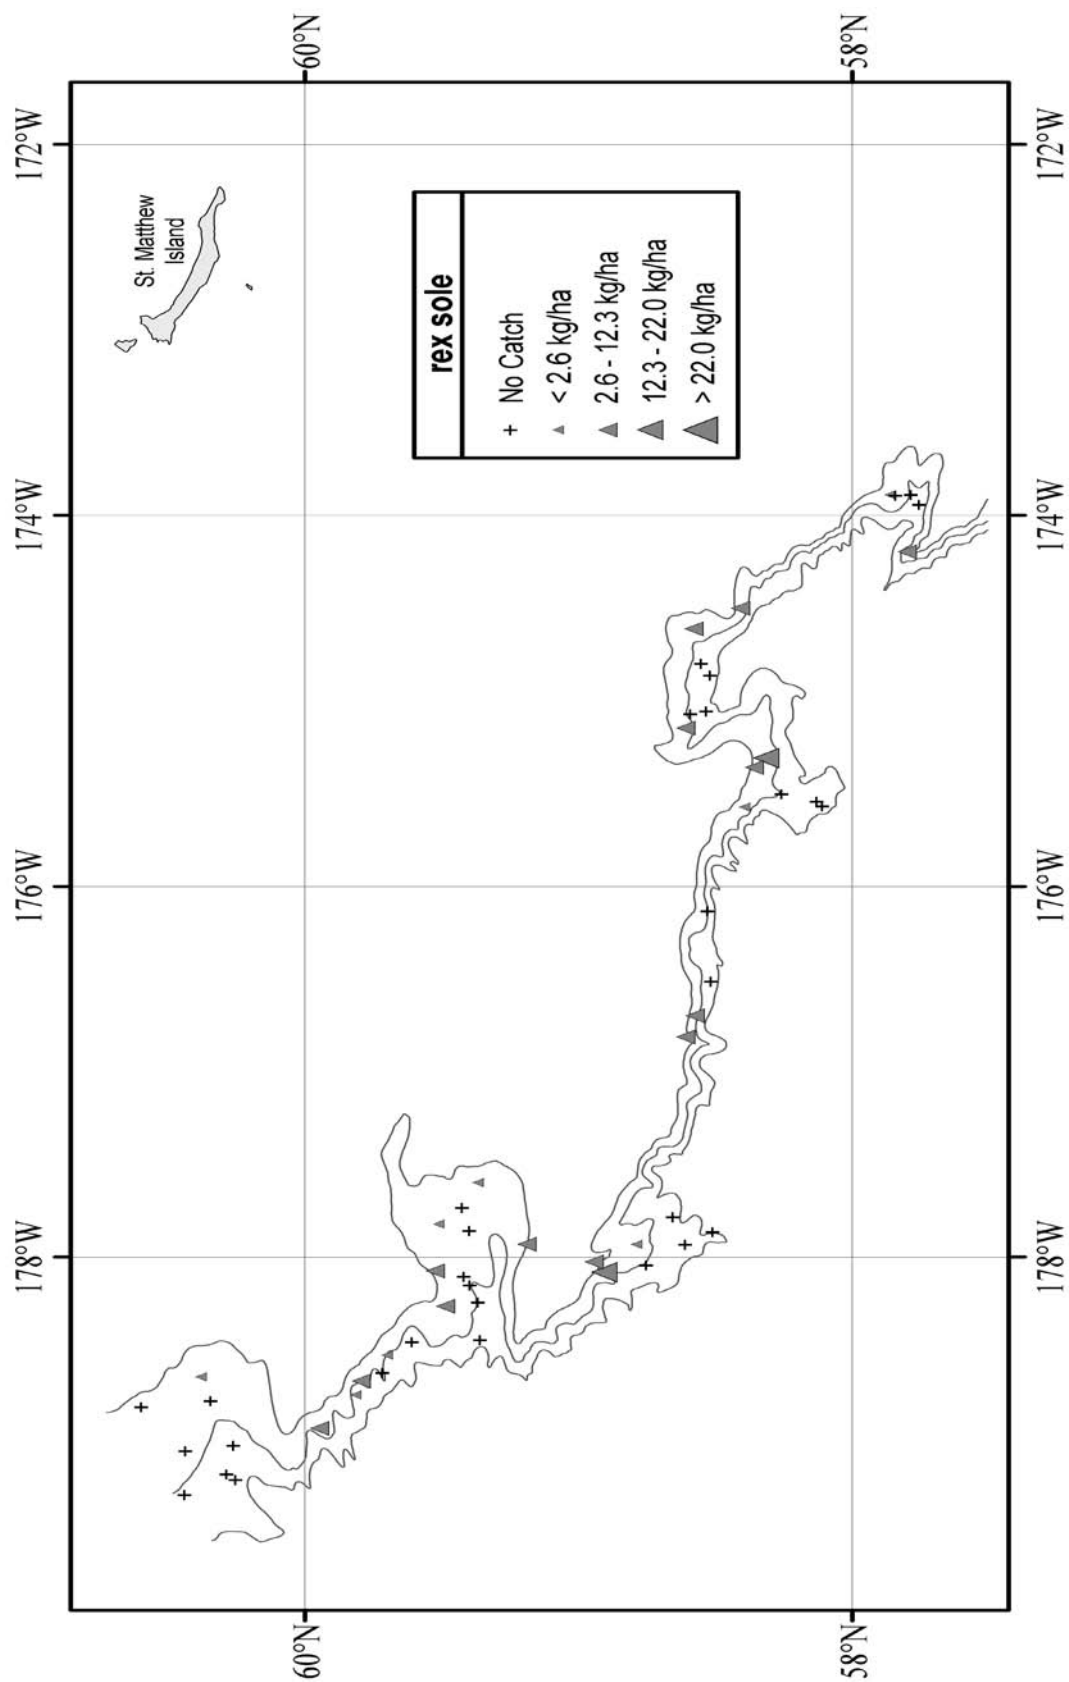 60°N
58°N
172°W
174°W
176°W
178°W
172°W
174°W
176°W
178°W
60°N
58°N
St. Matthew
Island
rex sole
No Catch
< 2.6 kg/ha
2.6 - 12.3 kg/ha
12.3 - 22.0 kg/ha
> 22.0 kg/ha